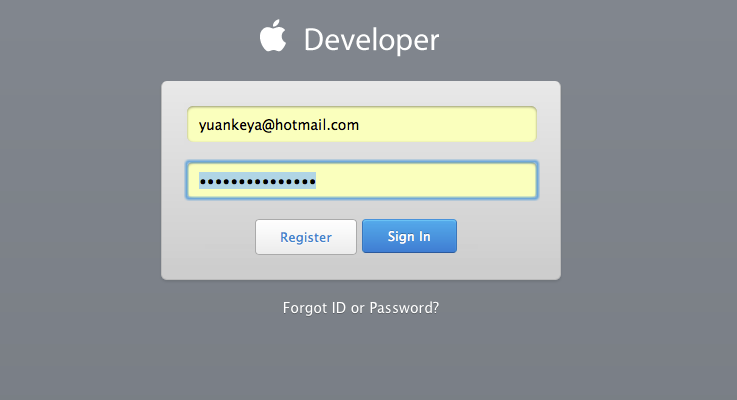 Developer
yuankeya@hotmail.com
•••••••••••••••
Register Sign In
Forgot ID or Password?